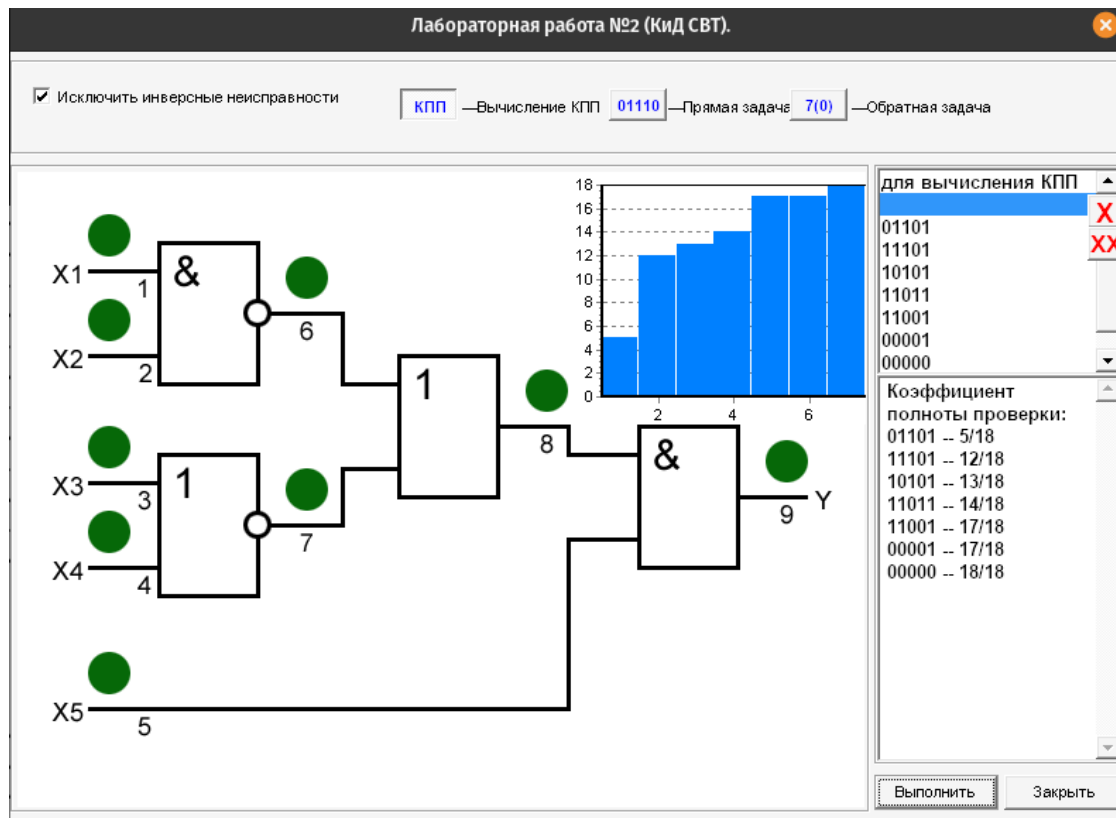 Лабораторная работа №2 (КиД СВТ).
Исключить инверсные неисправности
КПП —Вычисление КПП 01110 —Прямая задача 7(0) —Обратная задача
X1
1
&
X2
2
6
X3
3
1
X4
4
7
1
8
&
9
Y
X5
5
18
16
14
12
10
8
6
4
2
0
2 4 6
для вычисления КПП
X
XX
01101
11101
10101
11011
11001
00001
00000
Коэффициент
полноты проверки:
01101 -- 5/18
11101 -- 12/18
10101 -- 13/18
11011 -- 14/18
11001 -- 17/18
00001 -- 17/18
00000 -- 18/18
Выполнить Закрыть